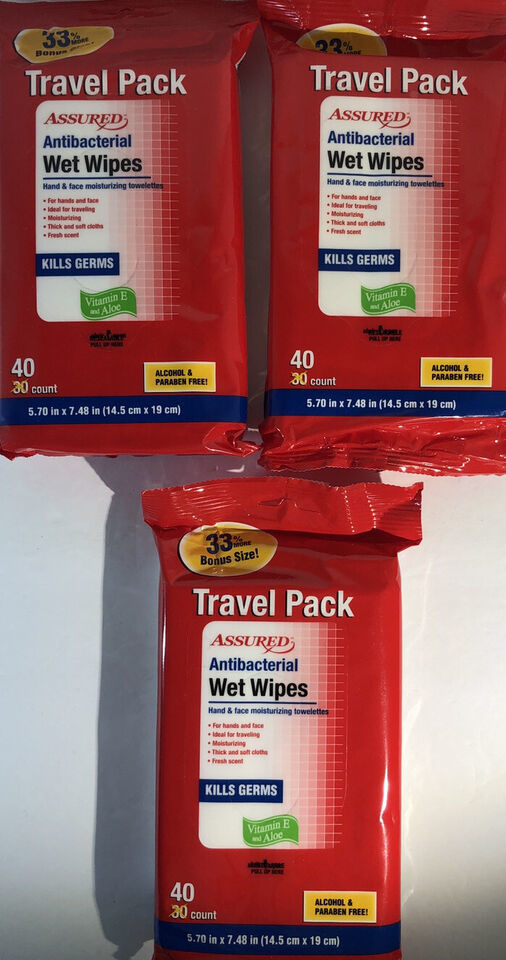 33% MORE
Bonus Size!
Travel Pack
ASSURED
Antibacterial
Wet Wipes
Hand & face moisturizing towelettes
• For hands and face
• Ideal for traveling
• Moisturizing
• Thick and soft cloths
• Fresh scent
KILLS GERMS
Vitamin E
and Aloe
PULL UP HERE
40
30 count
ALCOHOL &
PARABEN FREE!
5.70 in x 7.48 in (14.5 cm x 19 cm)
33%
Travel Pack
ASSURED
Antibacterial
Wet Wipes
Hand & face moisturizing towelettes
• For hands and face
• Ideal for traveling
• Moisturizing
• Thick and soft cloths
• Fresh scent
KILLS GERMS
Vitamin E
and Aloe
PULL UP HERE
40
30 count
ALCOHOL &
PARABEN FREE!
5.70 in x 7.48 in (14.5 cm x 19 cm)
33% MORE
Bonus Size!
Travel Pack
ASSURED
Antibacterial
Wet Wipes
Hand & face moisturizing towelettes
• For hands and face
• Ideal for traveling
• Moisturizing
• Thick and soft cloths
• Fresh scent
KILLS GERMS
Vitamin E
and Aloe
PULL UP HERE
40
30 count
ALCOHOL &
PARABEN FREE!
5.70 in x 7.48 in (14.5 cm x 19 cm)